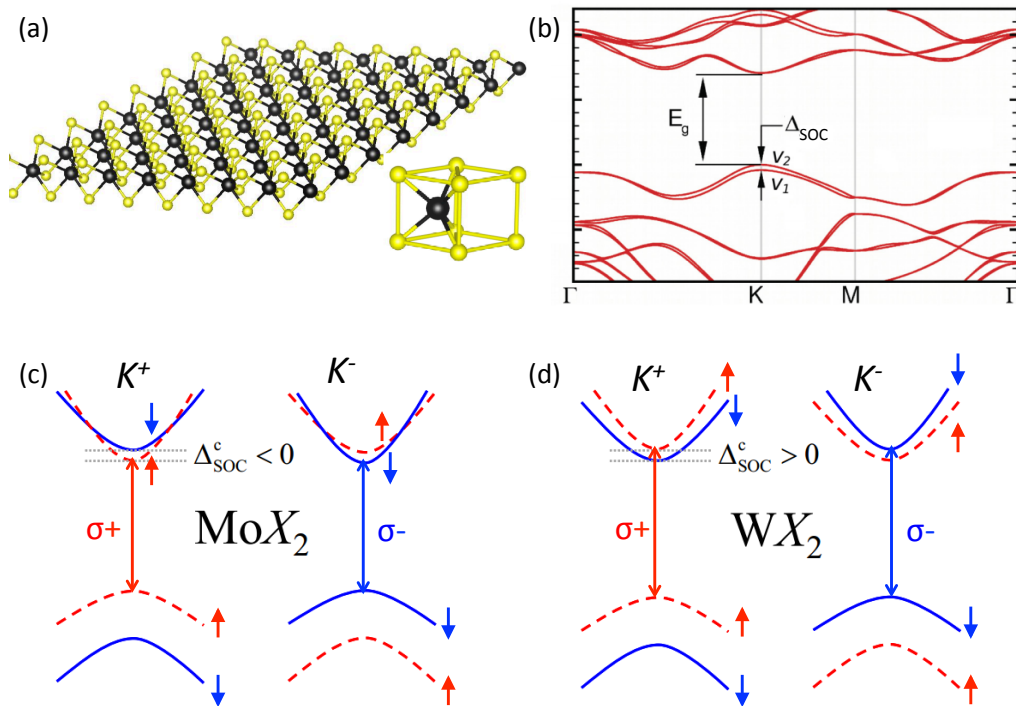 (a)
(b)
E_g
Δ_SOC
v_2
v_1
Γ
K
M
Γ
(c)
K^+
K^-
Δ^c_SOC < 0
σ+
MoX_2
σ-
(d)
K^+
K^-
Δ^c_SOC > 0
σ+
WX_2
σ-